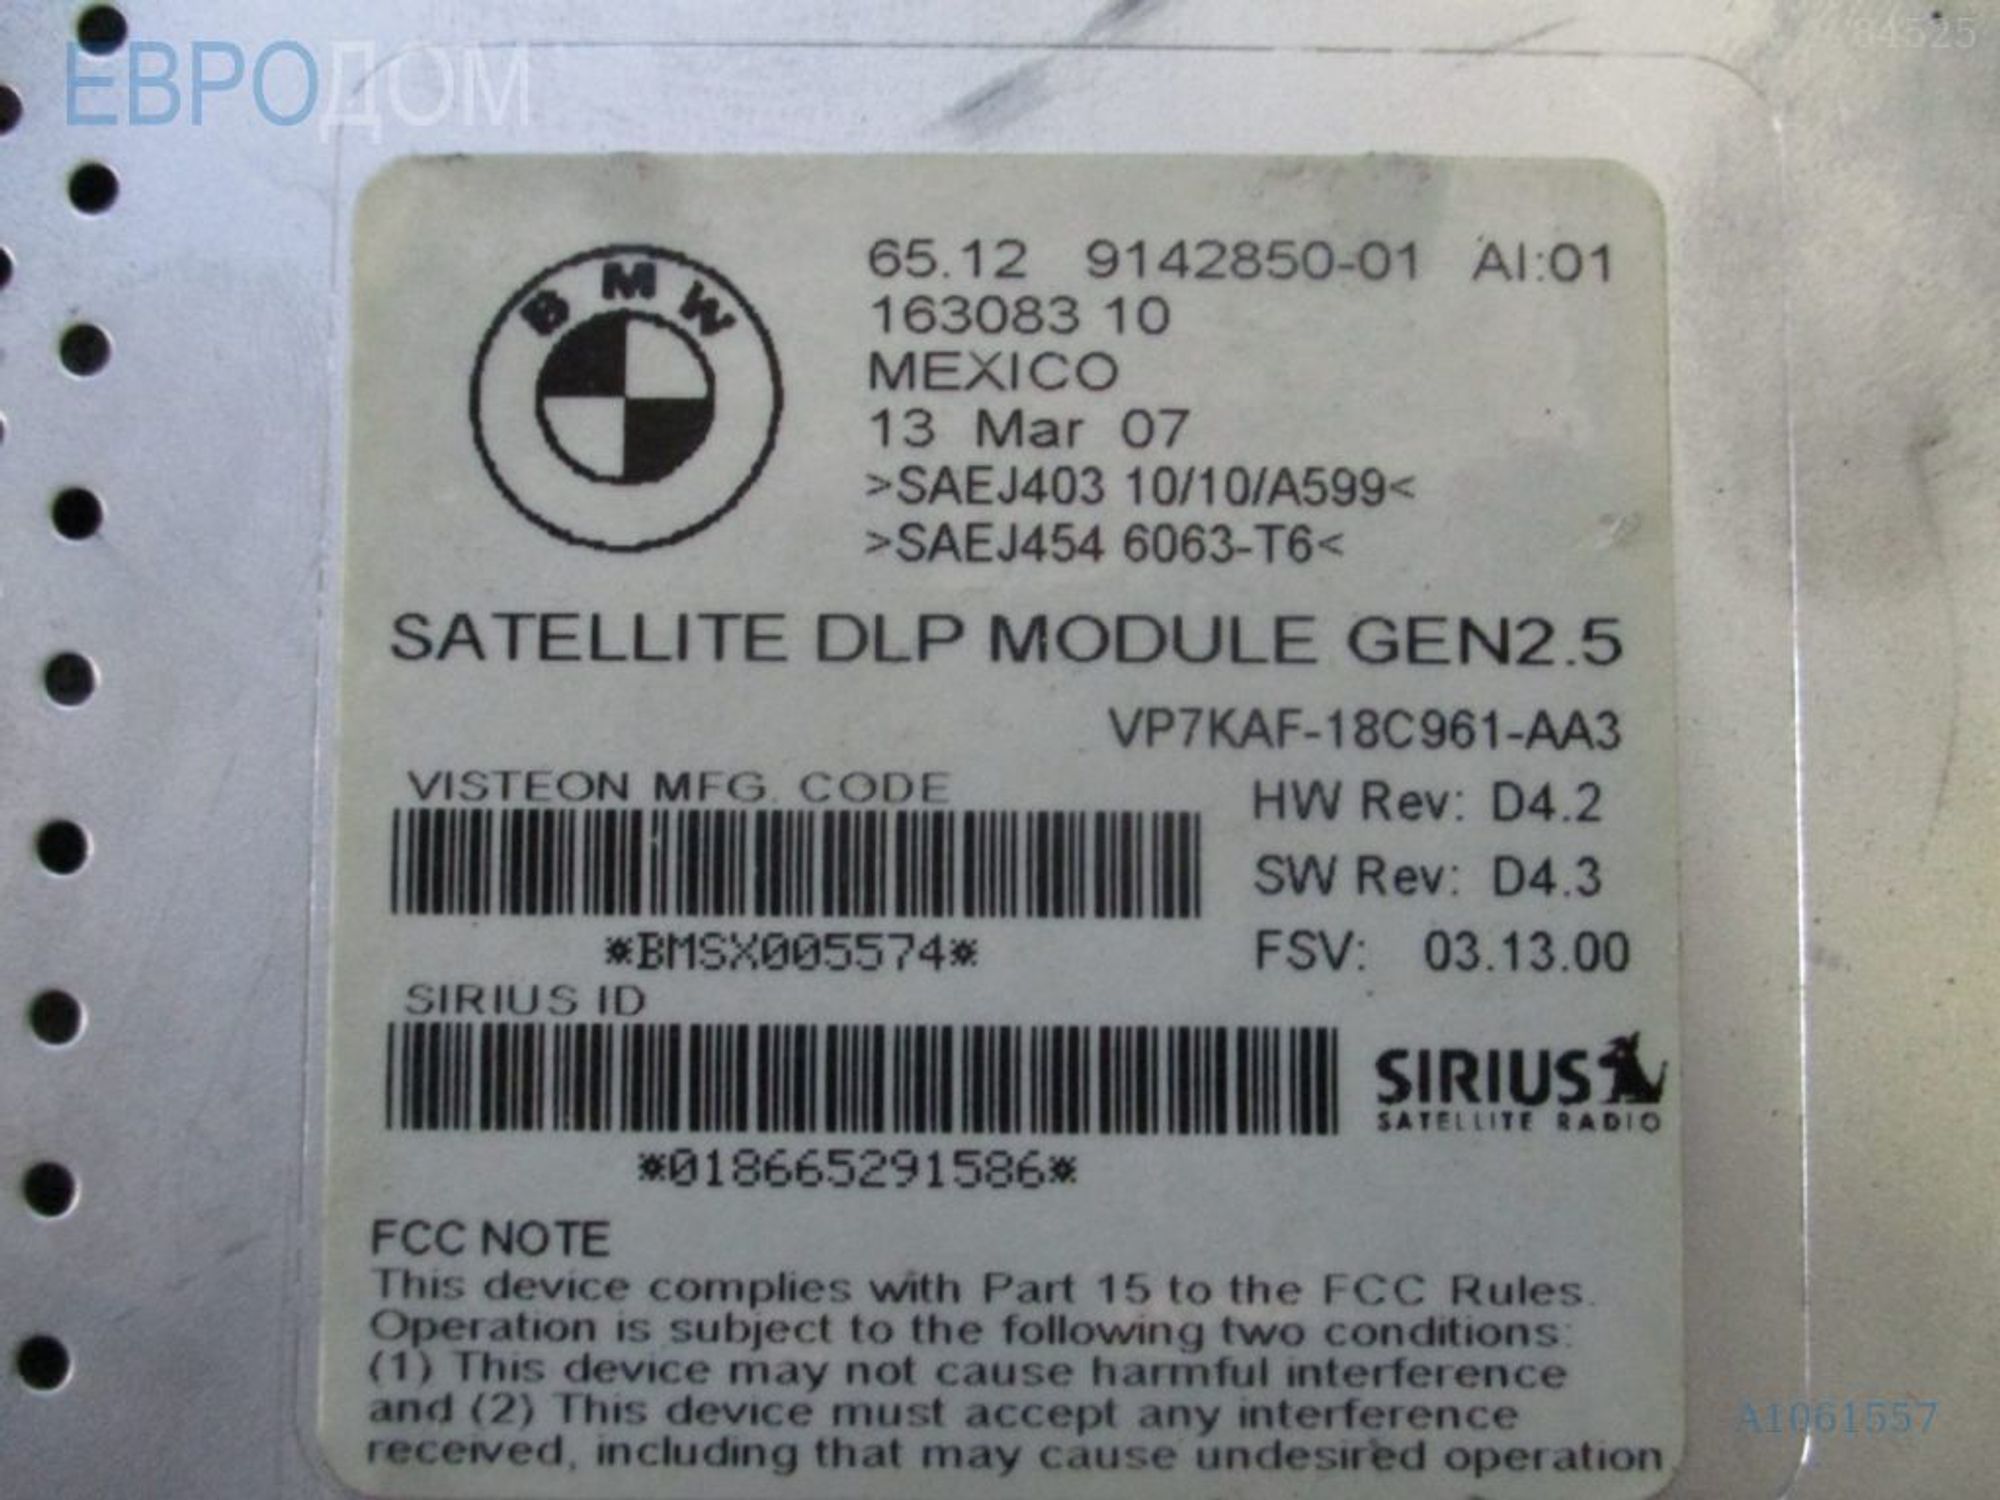 ЕВРОДОМ
84525
BMW
65.12 9142850-01 AI:01
163083 10
MEXICO
13 Mar 07
>SAEJ403 10/10/A599<
>SAEJ454 6063-T6<
SATELLITE DLP MODULE GEN2.5
VP7KAF-18C961-AA3
VISTEON MFG. CODE
HW Rev: D4.2
SW Rev: D4.3
*BMSX005574*
FSV: 03.13.00
SIRIUS ID
SIRIUS
SATELLITE RADIO
*018665291586*
FCC NOTE
This device complies with Part 15 to the FCC Rules.
Operation is subject to the following two conditions:
(1) This device may not cause harmful interference
and (2) This device must accept any interference
received, including that may cause undesired operation
A1061557